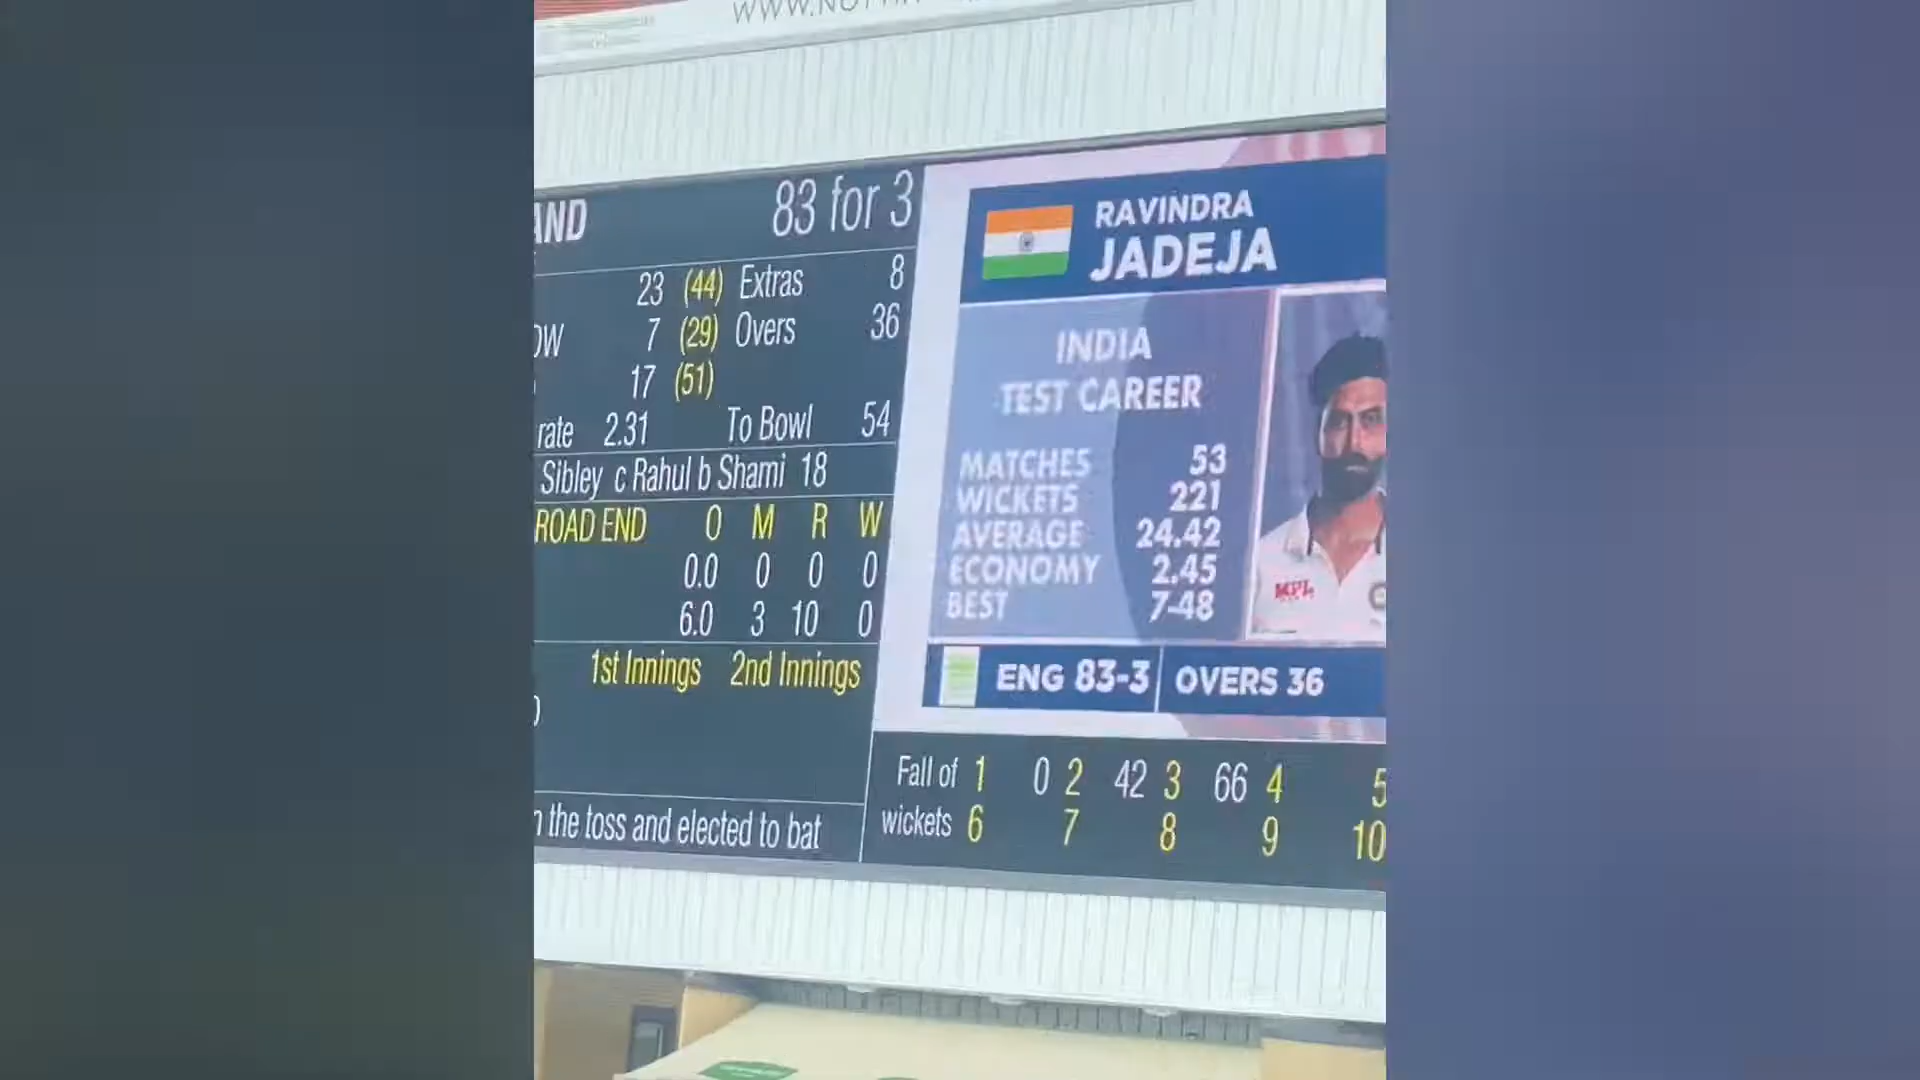 AND 83 for 3
23 (44) Extras 8
OW 7 (29) Overs 36
17 (51)
rate 2.31 To Bowl 54
Sibley c Rahul b Shami 18
ROAD END O M R W
0.0 0 0 0
6.0 3 10 0
1st Innings 2nd Innings
n the toss and elected to bat
RAVINDRA
JADEJA
INDIA
TEST CAREER
MATCHES 53
WICKETS 221
AVERAGE 24.42
ECONOMY 2.45
BEST 7-48
MPL
ENG 83-3 OVERS 36
Fall of 1 0 2 42 3 66 4 5
wickets 6 7 8 9 10